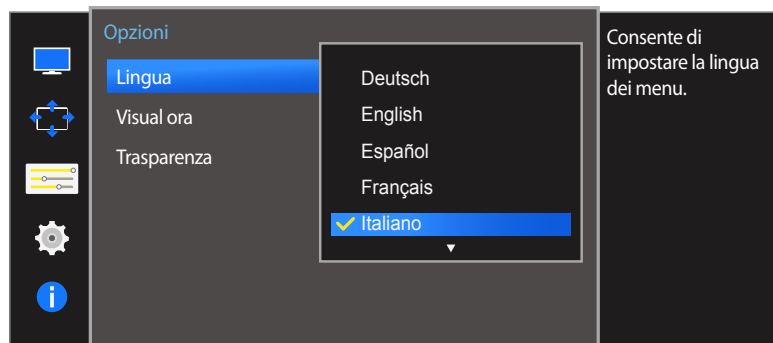 Opzioni
Lingua
Visual ora
Trasparenza
Deutsch
English
Español
Français
Italiano
Consente di
impostare la lingua
dei menu.